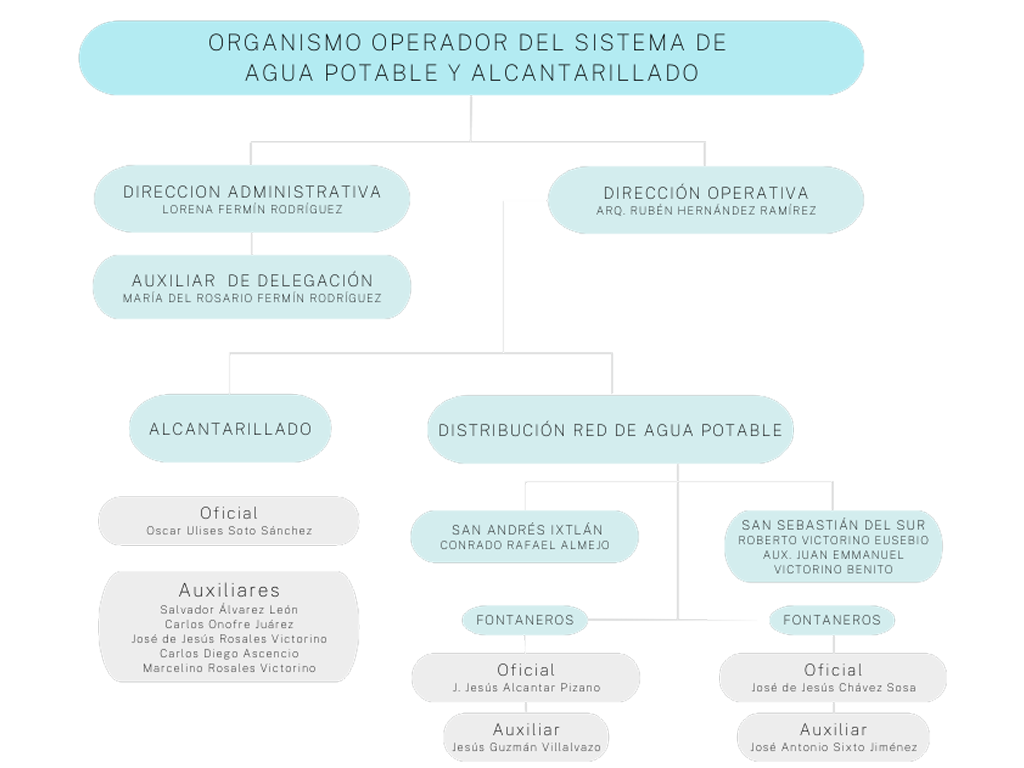 ORGANISMO OPERADOR DEL SISTEMA DE
AGUA POTABLE Y ALCANTARILLADO
DIRECCION ADMINISTRATIVA
LORENA FERMÍN RODRÍGUEZ
DIRECCIÓN OPERATIVA
ARQ. RUBÉN HERNÁNDEZ RAMÍREZ
AUXILIAR DE DELEGACIÓN
MARÍA DEL ROSARIO FERMÍN RODRÍGUEZ
ALCANTARILLADO
DISTRIBUCIÓN RED DE AGUA POTABLE
Oficial
Oscar Ulises Soto Sánchez
Auxiliares
Salvador Álvarez León
Carlos Onofre Juárez
José de Jesús Rosales Victorino
Carlos Diego Ascencio
Marcelino Rosales Victorino
SAN ANDRÉS IXTLÁN
CONRADO RAFAEL ALMEJO
SAN SEBASTIÁN DEL SUR
ROBERTO VICTORINO EUSEBIO
AUX. JUAN EMMANUEL
VICTORINO BENITO
FONTANEROS
Oficial
J. Jesús Alcantar Pizano
Auxiliar
Jesús Guzmán Villalvazo
FONTANEROS
Oficial
José de Jesús Chávez Sosa
Auxiliar
José Antonio Sixto Jiménez